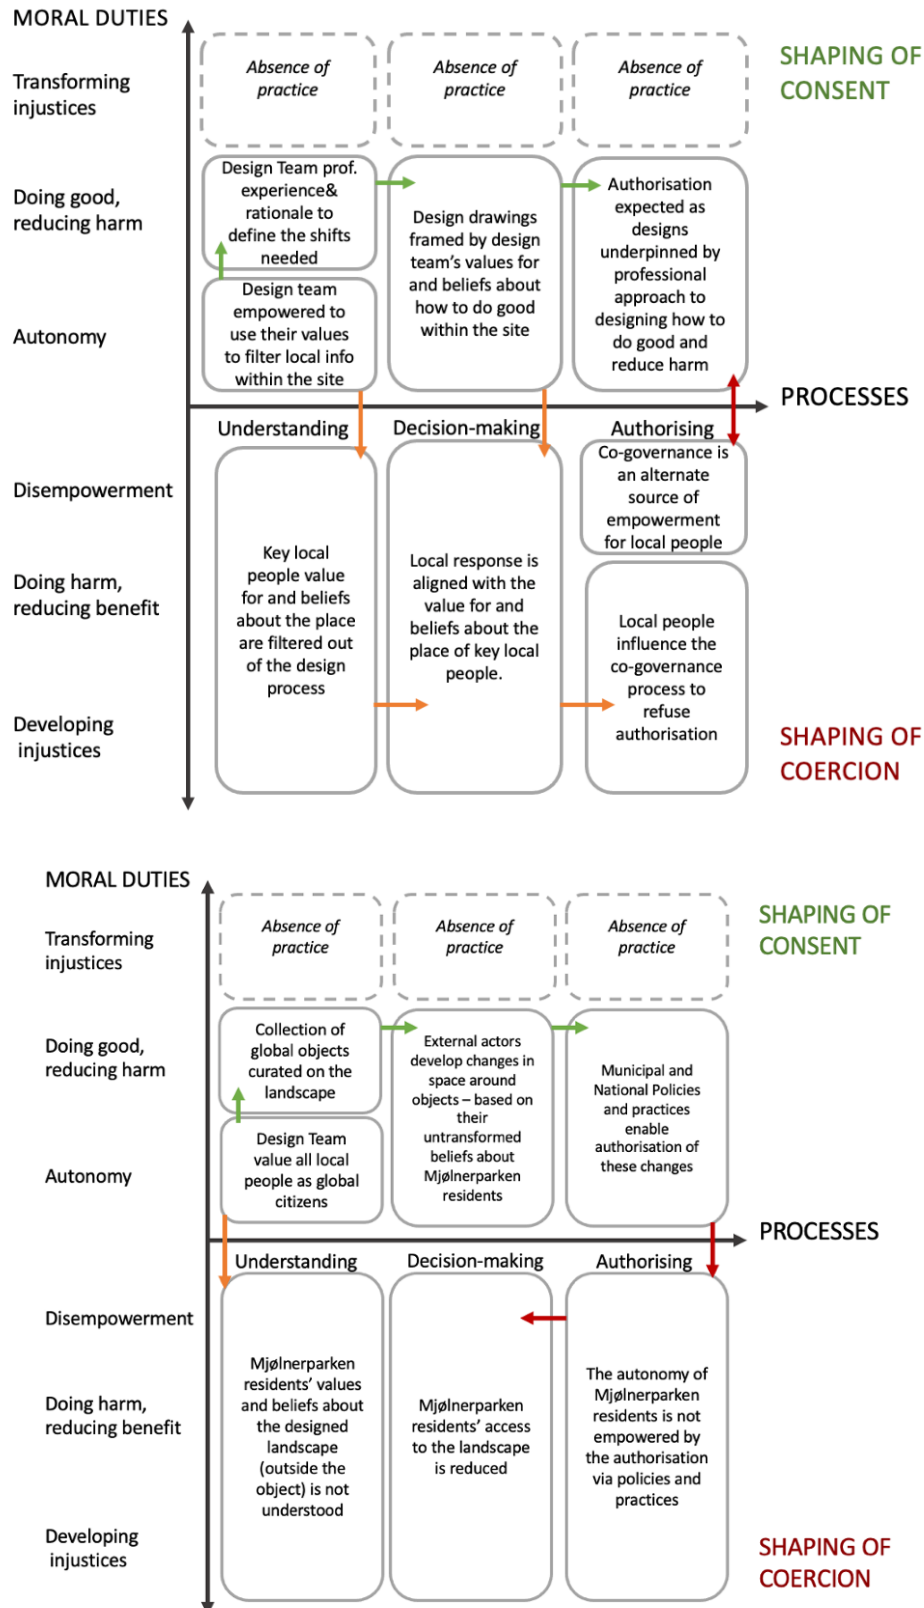 MORAL DUTIES
SHAPING OF
CONSENT
Transforming
injustices
Absence of
practice
Absence of
practice
Absence of
practice
Doing good,
reducing harm
Design Team prof.
experience&
rationale to
define the shifts
needed
Design drawings
framed by design
team's values for
and beliefs about
how to do good
within the site
Authorisation
expected as
designs
underpinned by
professional
approach to
designing how to
do good and
reduce harm
Autonomy
Design team
empowered to
use their values
to filter local info
within the site
PROCESSES
Understanding
Decision-making
Authorising
Disempowerment
Co-governance is
an alternate
source of
empowerment
for local people
Doing harm,
reducing benefit
Key local
people value
for and beliefs
about the place
are filtered out
of the design
process
Local response is
aligned with the
value for and
beliefs about the
place of key local
people.
Local people
influence the
co-governance
process to
refuse
authorisation
Developing
injustices
SHAPING OF
COERCION
MORAL DUTIES
SHAPING OF
CONSENT
Transforming
injustices
Absence of
practice
Absence of
practice
Absence of
practice
Doing good,
reducing harm
Collection of
global objects
curated on the
landscape
External actors
develop changes in
space around
objects – based on
their
untransformed
beliefs about
Mjølnerparken
residents
Municipal and
National Policies
and practices
enable
authorisation of
these changes
Autonomy
Design Team
value all local
people as global
citizens
PROCESSES
Understanding
Decision-making
Authorising
Disempowerment
Doing harm,
reducing benefit
Mjølnerparken
residents' values
and beliefs about
the designed
landscape
(outside the
object) is not
understood
Mjølnerparken
residents' access
to the landscape
is reduced
The autonomy of
Mjølnerparken
residents is not
empowered by
the authorisation
via policies and
practices
Developing
injustices
SHAPING OF
COERCION